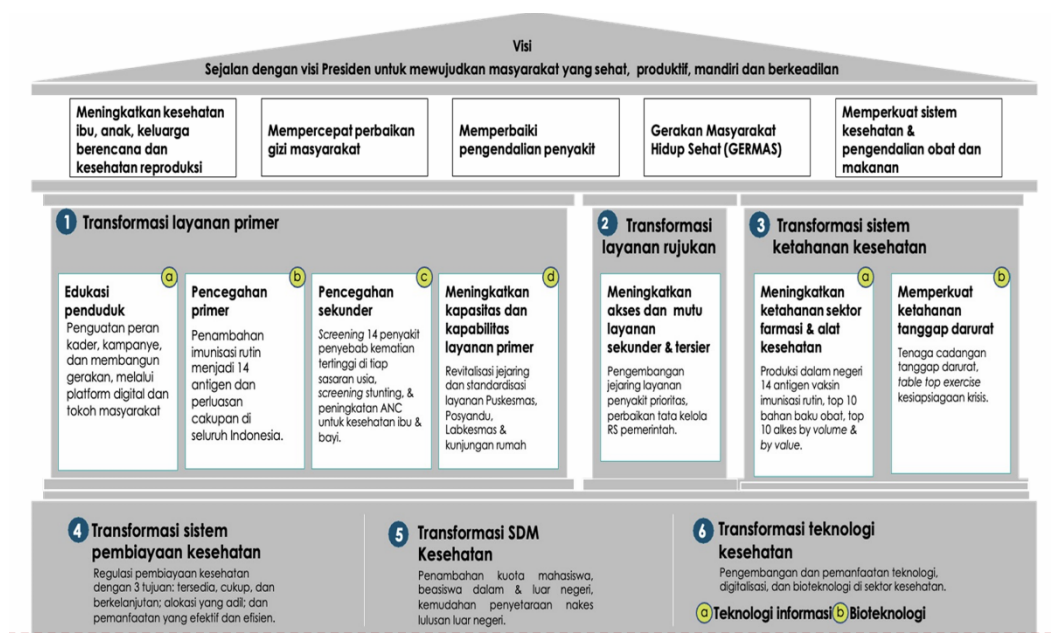 Visi
Sejalan dengan visi Presiden untuk mewujudkan masyarakat yang sehat, produktif, mandiri dan berkeadilan
Meningkatkan kesehatan
ibu, anak, keluarga
berencana dan
kesehatan reproduksi
Mempercepat perbaikan
gizi masyarakat
Memperbaiki
pengendalian penyakit
Gerakan Masyarakat
Hidup Sehat (GERMAS)
Memperkuat sistem
kesehatan &
pengendalian obat dan
makanan
1 Transformasi layanan primer
a
Edukasi
penduduk
Penguatan peran
kader, kampanye,
dan membangun
gerakan, melalui
platform digital dan
tokoh masyarakat
b
Pencegahan
primer
Penambahan
imunisasi rutin
menjadi 14
antigen dan
perluasan
cakupan di
seluruh Indonesia.
c
Pencegahan
sekunder
Screening 14 penyakit
penyebab kematian
tertinggi di tiap
sasaran usia,
screening stunting, &
peningkatan ANC
untuk kesehatan ibu &
bayi.
d
Meningkatkan
kapasitas dan
kapabilitas
layanan primer
Revitalisasi jejaring
dan standardisasi
layanan Puskesmas,
Posyandu,
Labkesmas &
kunjungan rumah
2 Transformasi
layanan rujukan
Meningkatkan
akses dan mutu
layanan
sekunder & tersier
Pengembangan
jejaring layanan
penyakit prioritas,
perbaikan tata kelola
RS pemerintah.
3 Transformasi sistem
ketahanan kesehatan
a
Meningkatkan
ketahanan sektor
farmasi & alat
kesehatan
Produksi dalam negeri
14 antigen vaksin
imunisasi rutin, top 10
bahan baku obat, top
10 alkes by volume &
by value.
b
Memperkuat
ketahanan
tanggap darurat
Tenaga cadangan
tanggap darurat,
table top exercise
kesiapsiagaan krisis.
4 Transformasi sistem
pembiayaan kesehatan
Regulasi pembiayaan kesehatan
dengan 3 tujuan: tersedia, cukup, dan
berkelanjutan; alokasi yang adil; dan
pemanfaatan yang efektif dan efisien.
5 Transformasi SDM
Kesehatan
Penambahan kuota mahasiswa,
beasiswa dalam & luar negeri,
kemudahan penyetaraan nakes
lulusan luar negeri.
6 Transformasi teknologi
kesehatan
Pengembangan dan pemanfaatan teknologi,
digitalisasi, dan bioteknologi di sektor kesehatan.
a Teknologi informasi b Bioteknologi